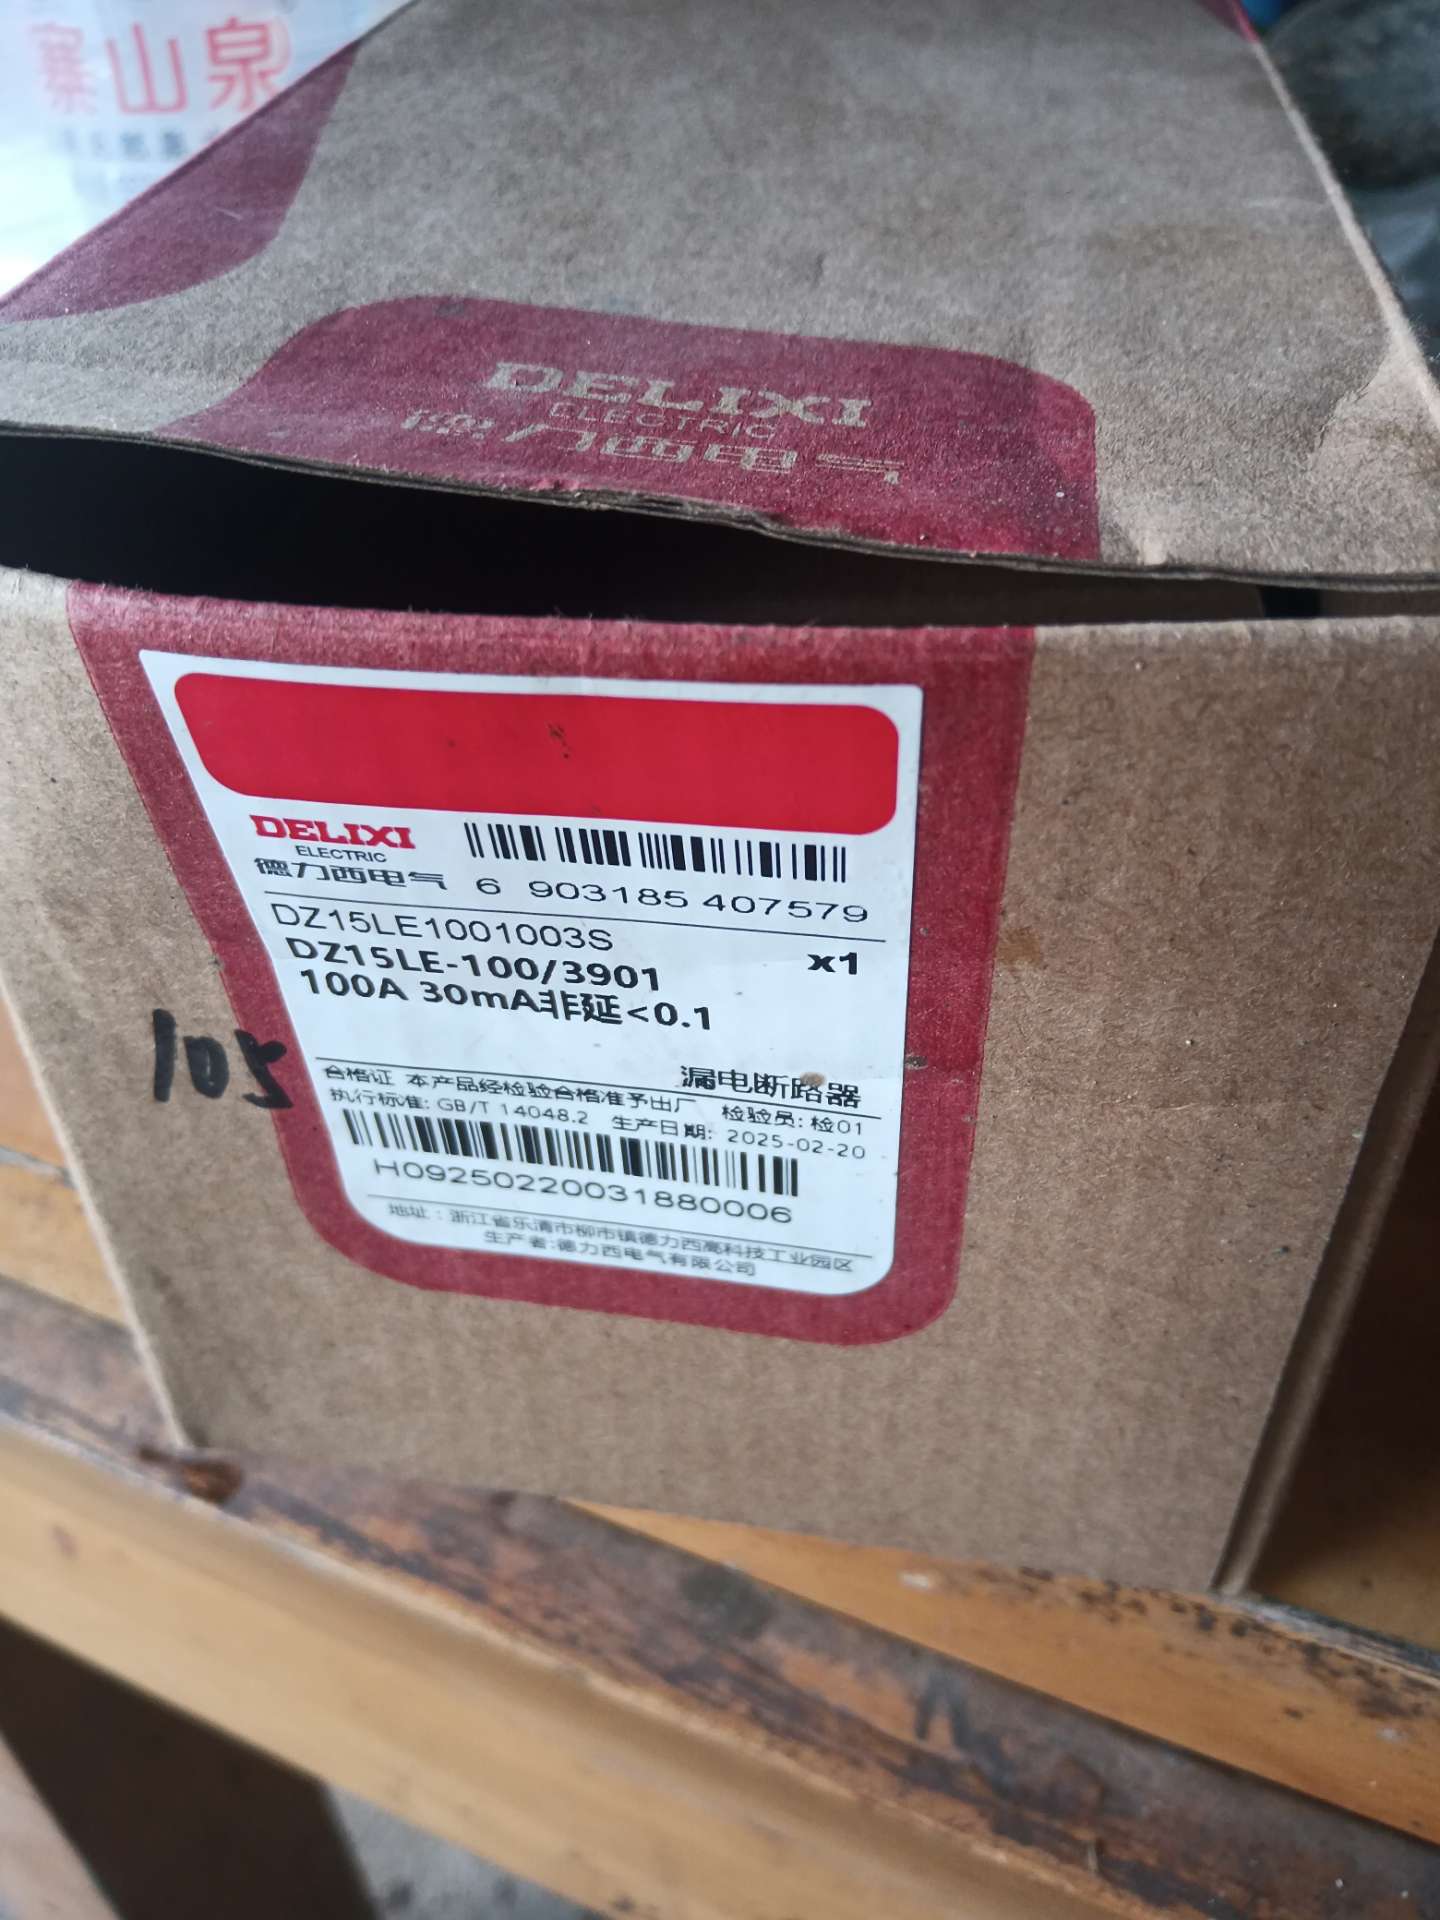 寨山泉
DELIXI
ELECTRIC
德力西电气
DELIXI
ELECTRIC
德力西电气
6 903185 407579
DZ15LE1001003S
DZ15LE-100/3901 x1
100A 30mA非延<0.1
漏电断路器
105
合格证 本产品经检验合格准予出厂 检验员: 检01
执行标准: GB/T 14048.2 生产日期: 2025-02-20
H09250220031880006
地址:浙江省乐清市柳市镇德力西高科技工业园区
生产者:德力西电气有限公司